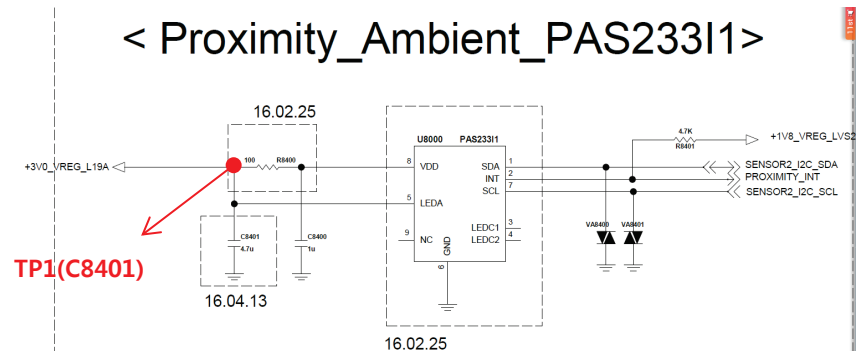 < Proximity_Ambient_PAS233I1>
16.02.25
U8000 PAS233I1
4.7K
R8401
+1V8_VREG_LVS2
+3V0_VREG_L19A
100 R8400
8 VDD
SDA 1
INT 2
SCL 7
SENSOR2_I2C_SDA
PROXIMITY_INT
SENSOR2_I2C_SCL
5 LEDA
C8401
4.7u
C8400
1u
9 NC
GND
6
LEDC1 3
LEDC2 4
VA8400
VA8401
TP1(C8401)
16.04.13
16.02.25